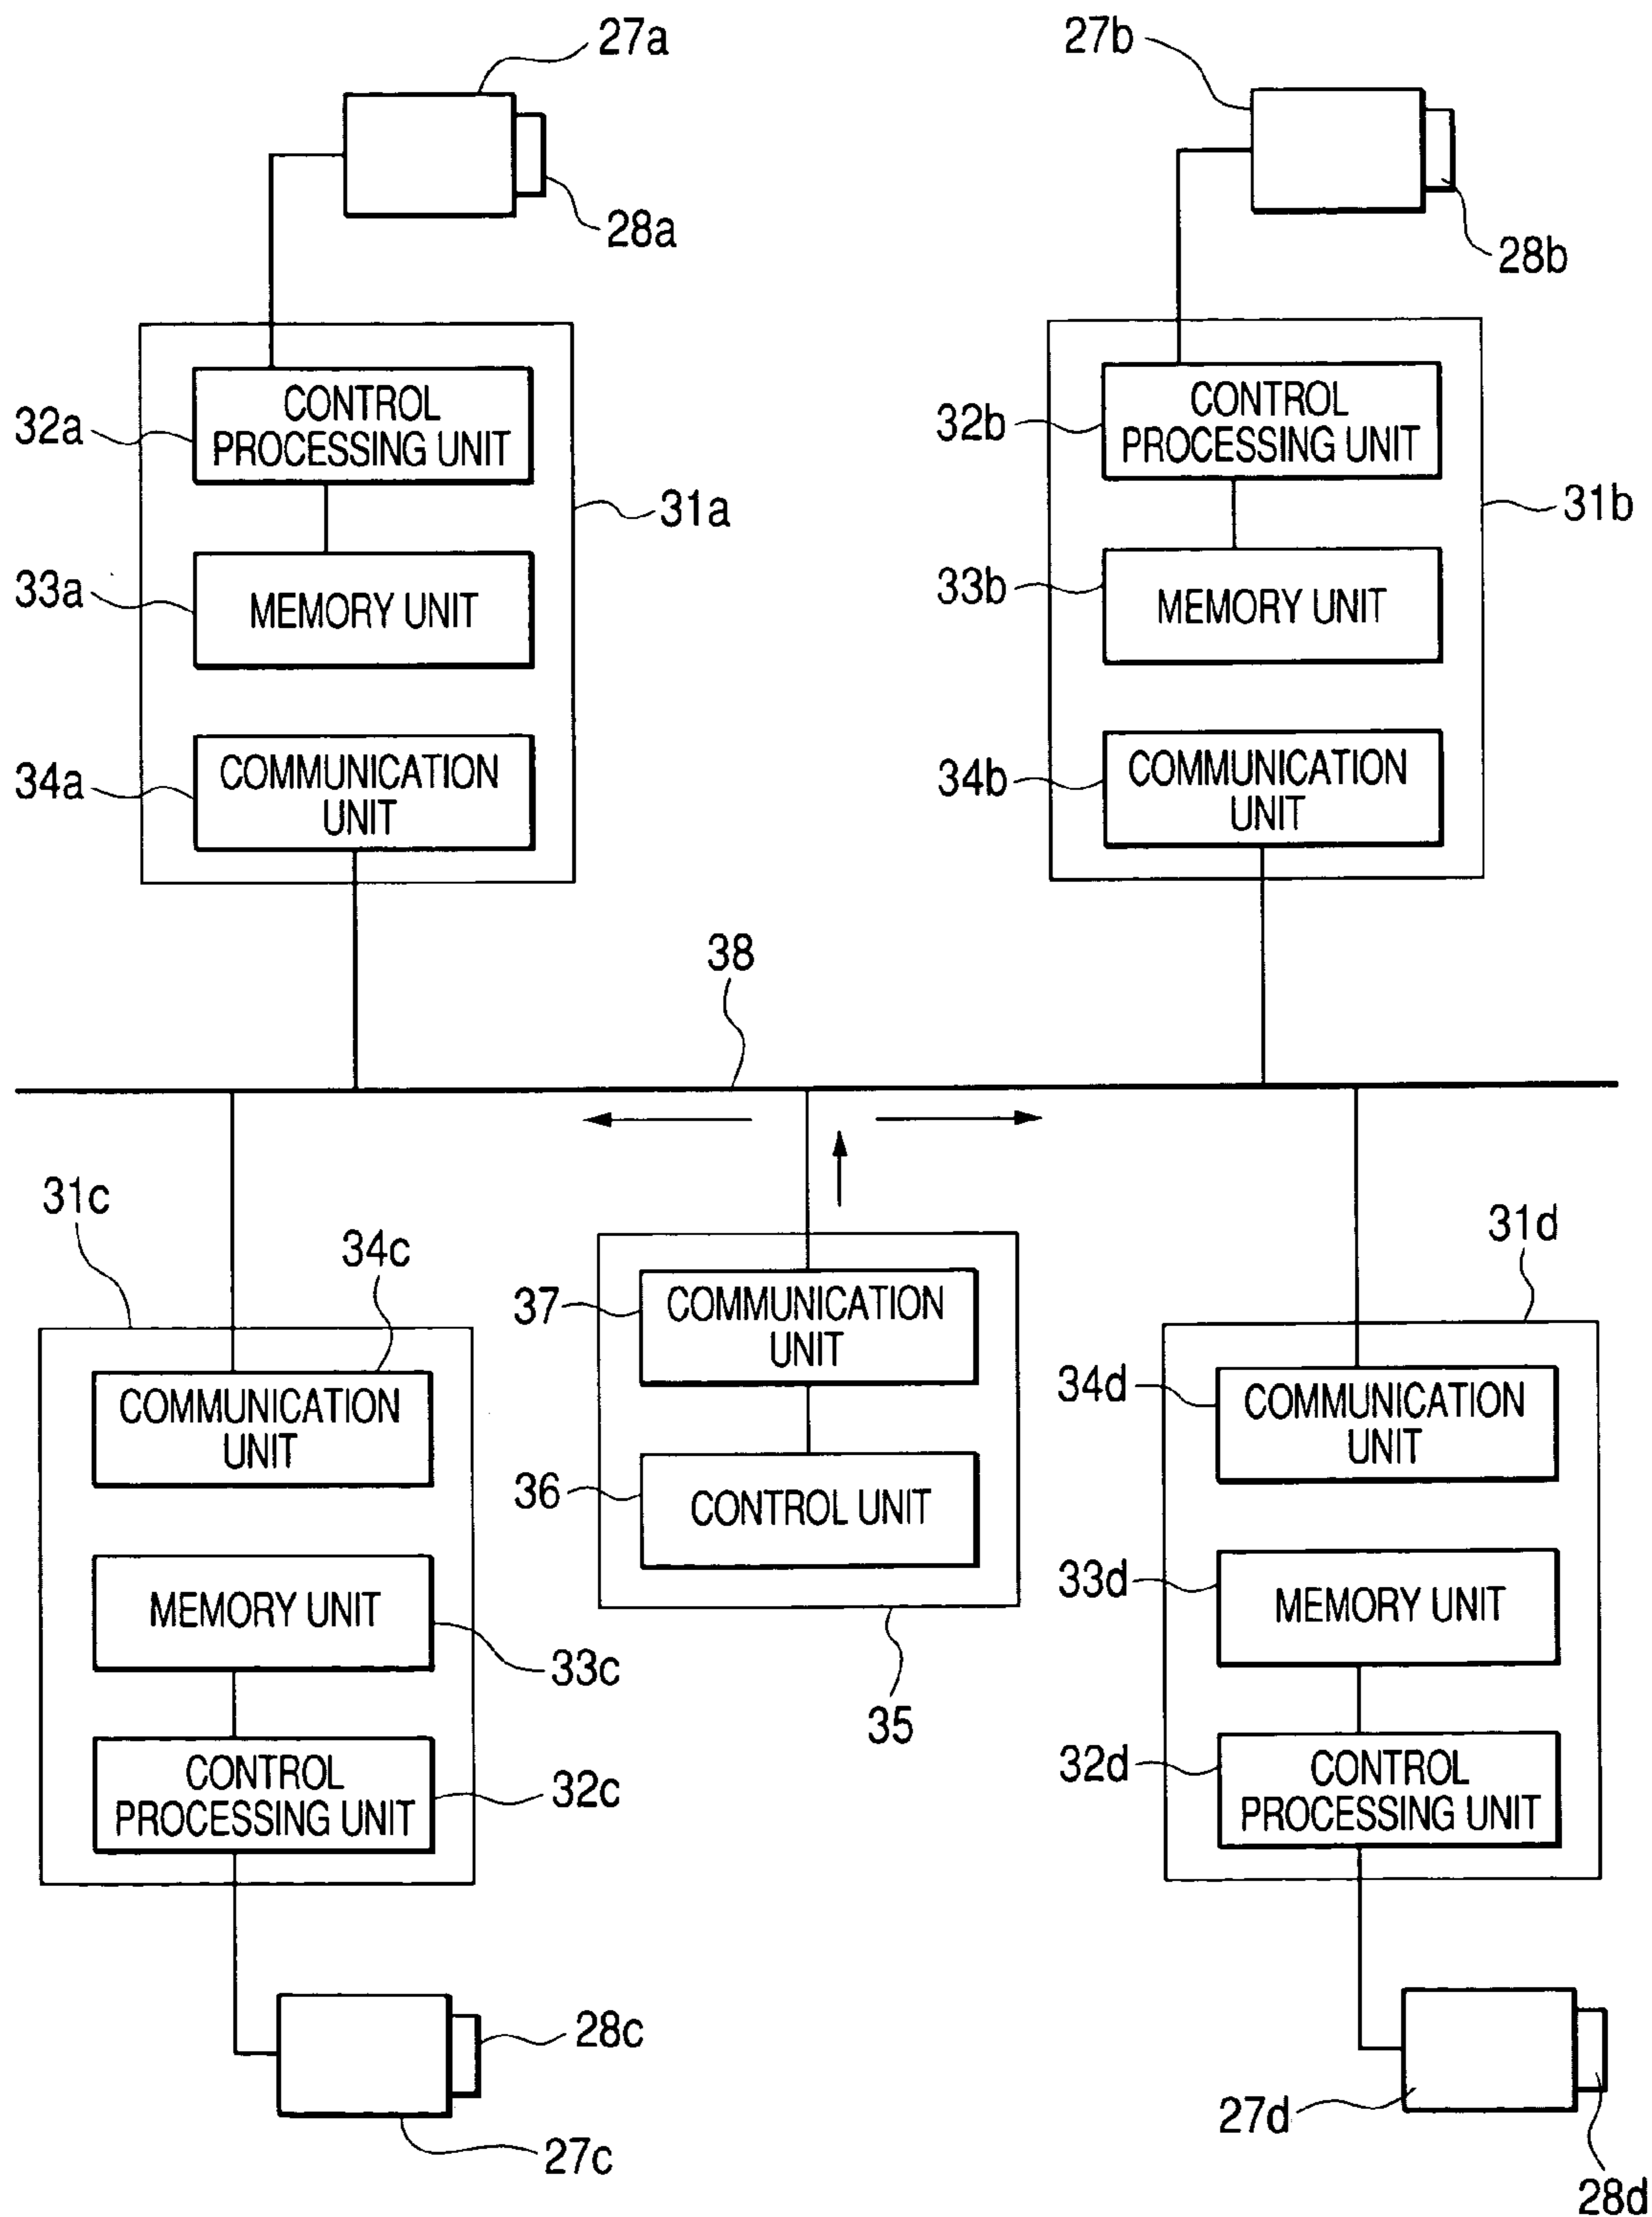 27a
27b
28a
28b
32a
CONTROL
PROCESSING UNIT
31a
33a
MEMORY UNIT
34a
COMMUNICATION
UNIT
32b
CONTROL
PROCESSING UNIT
31b
33b
MEMORY UNIT
34b
COMMUNICATION
UNIT
38
31c
34c
COMMUNICATION
UNIT
MEMORY UNIT
33c
CONTROL
PROCESSING UNIT
32c
37
COMMUNICATION
UNIT
36
CONTROL UNIT
35
31d
34d
COMMUNICATION
UNIT
33d
MEMORY UNIT
32d
CONTROL
PROCESSING UNIT
28c
27c
27d
28d